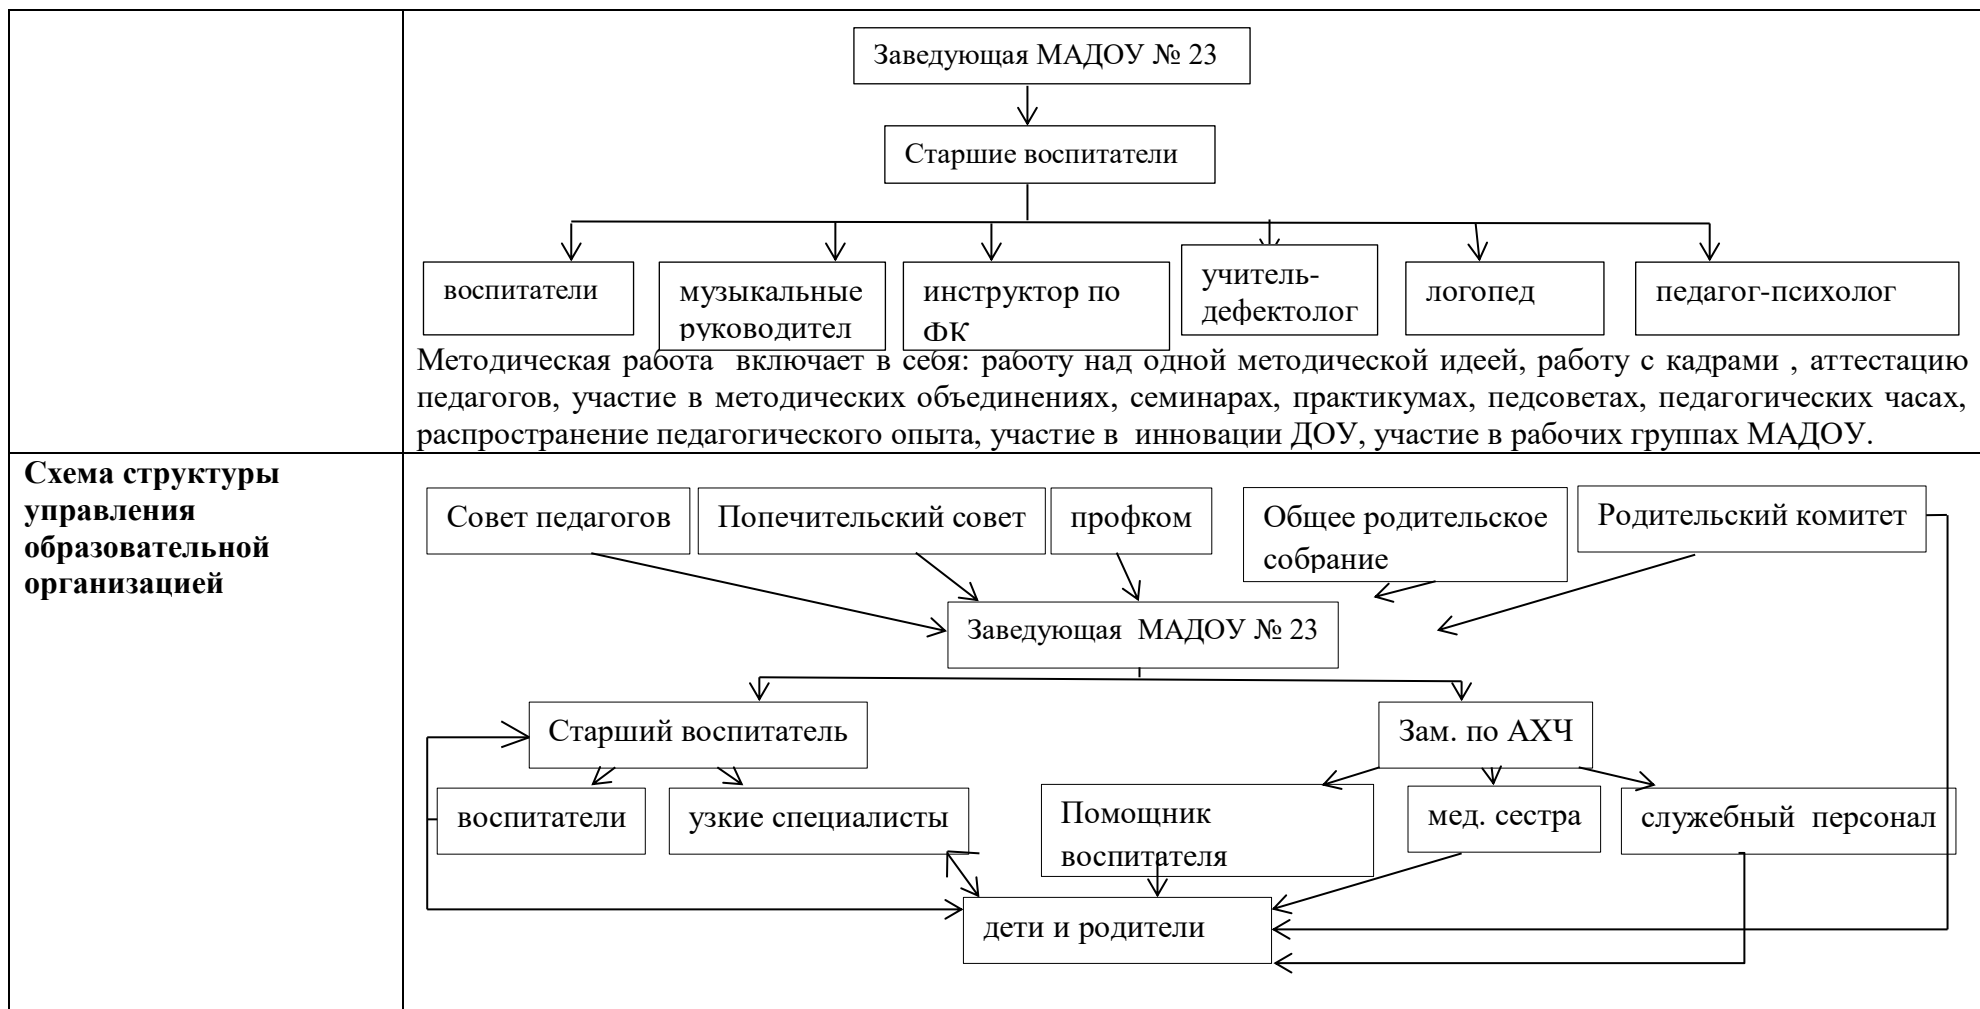 Заведующая МАДОУ № 23
Старшие воспитатели
воспитатели
музыкальные
руководител
инструктор по
ФК
учитель-
дефектолог
логопед
педагог-психолог
Методическая работа включает в себя: работу над одной методической идеей, работу с кадрами , аттестацию
педагогов, участие в методических объединениях, семинарах, практикумах, педсоветах, педагогических часах,
распространение педагогического опыта, участие в инновации ДОУ, участие в рабочих группах МАДОУ.
Схема структуры
управления
образовательной
организацией
Совет педагогов
Попечительский совет
профком
Общее родительское
собрание
Родительский комитет
Заведующая МАДОУ № 23
Старший воспитатель
Зам. по АХЧ
воспитатели
узкие специалисты
Помощник
воспитателя
мед. сестра
служебный персонал
дети и родители